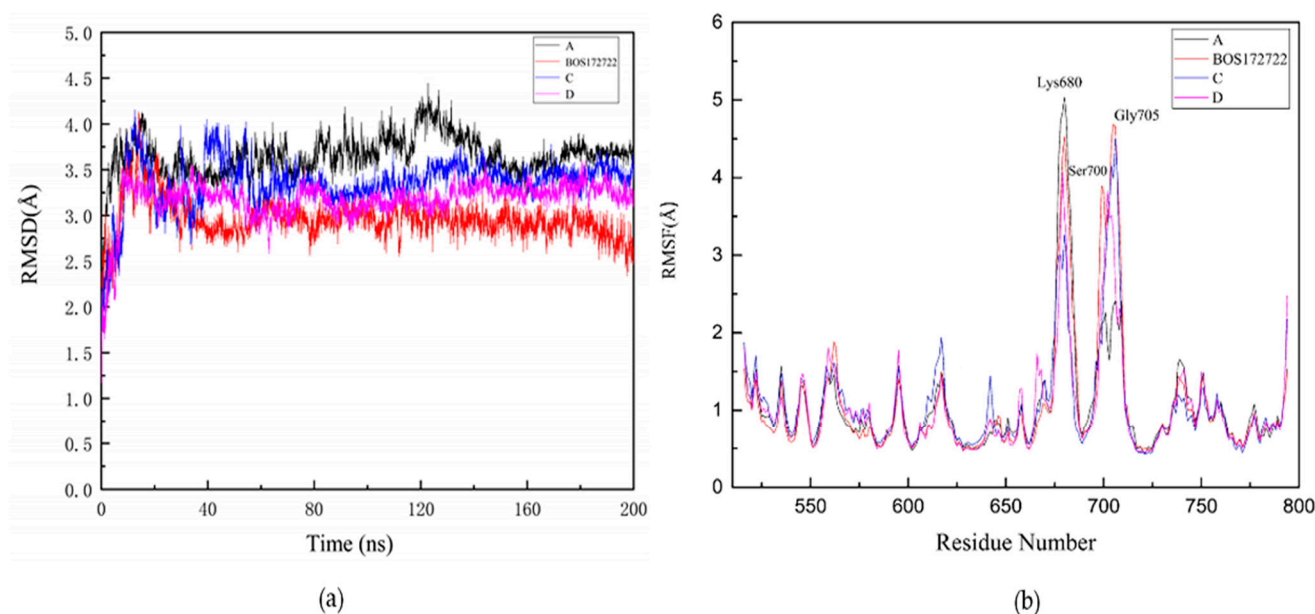 RMSD(Å)
5.0
4.5
4.0
3.5
3.0
2.5
2.0
1.5
1.0
0.5
0.0
0
40
80
120
160
200
Time (ns)
A
BOS172722
C
D
(a)
RMSF(Å)
6
5
4
3
2
1
0
550
600
650
700
750
800
Residue Number
Lys680
Gly705
Ser700
A
BOS172722
C
D
(b)